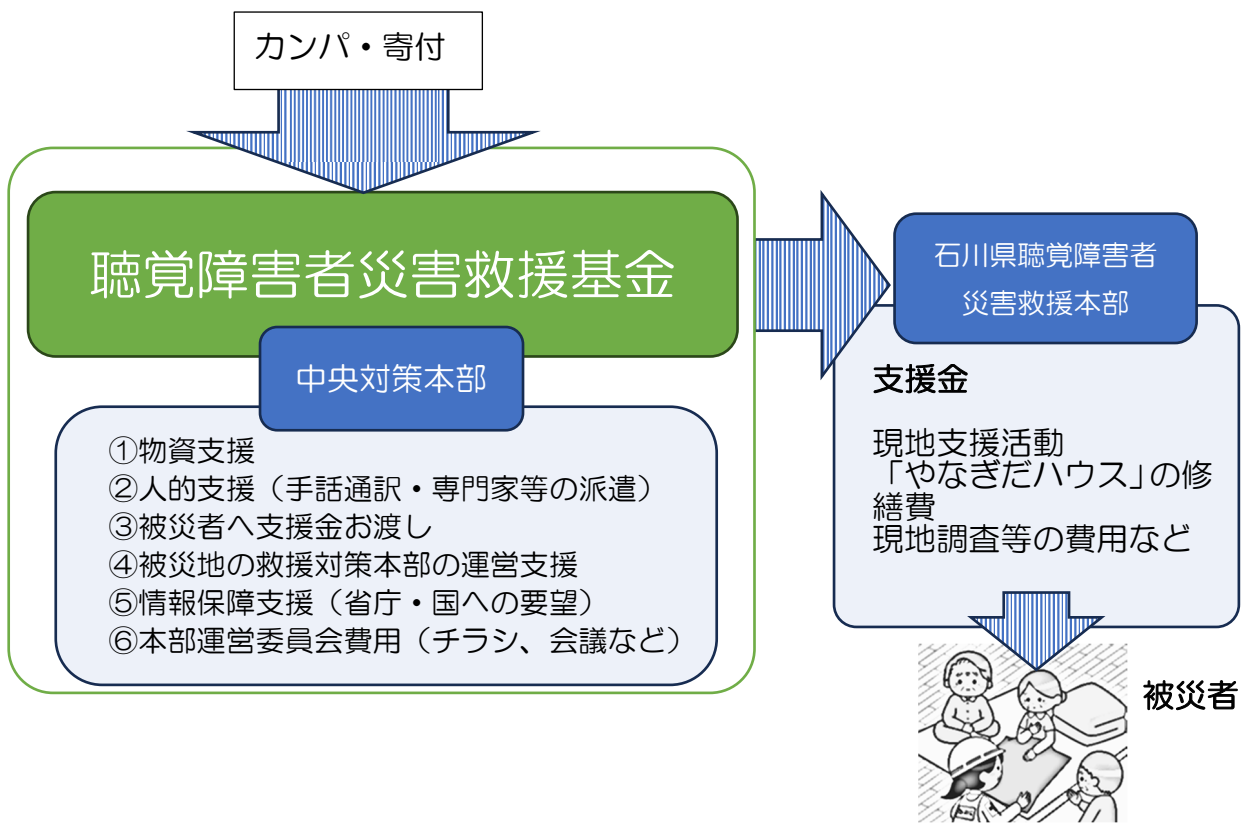 カンパ・寄付
聴覚障害者災害救援基金
中央対策本部
①物資支援
②人的支援（手話通訳・専門家等の派遣）
③被災者へ支援金お渡し
④被災地の救援対策本部の運営支援
⑤情報保障支援（省庁・国への要望）
⑥本部運営委員会費用（チラシ、会議など）
石川県聴覚障害者
災害救援本部
支援金
現地支援活動
「やなぎだハウス」の修
繕費
現地調査等の費用など
被災者